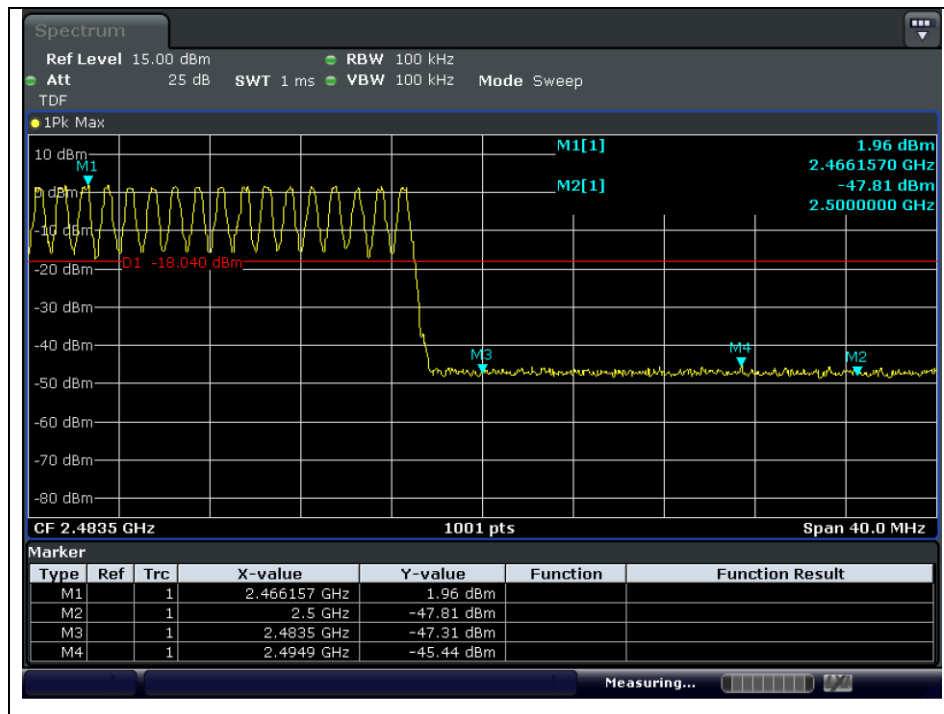 Spectrum
Ref Level 15.00 dBm RBW 100 kHz
Att 25 dB SWT 1 ms VBW 100 kHz Mode Sweep
TDF
1Pk Max
M1[1] 1.96 dBm
2.4661570 GHz
M2[1] -47.81 dBm
2.5000000 GHz
10 dBm
M1
0 dBm
-10 dBm
D1 -18.040 dBm
-20 dBm
-30 dBm
-40 dBm
M3
M4
M2
-50 dBm
-60 dBm
-70 dBm
-80 dBm
CF 2.4835 GHz 1001 pts Span 40.0 MHz
Marker
Type Ref Trc X-value Y-value Function Function Result
M1 1 2.466157 GHz 1.96 dBm
M2 1 2.5 GHz -47.81 dBm
M3 1 2.4835 GHz -47.31 dBm
M4 1 2.4949 GHz -45.44 dBm
Measuring...